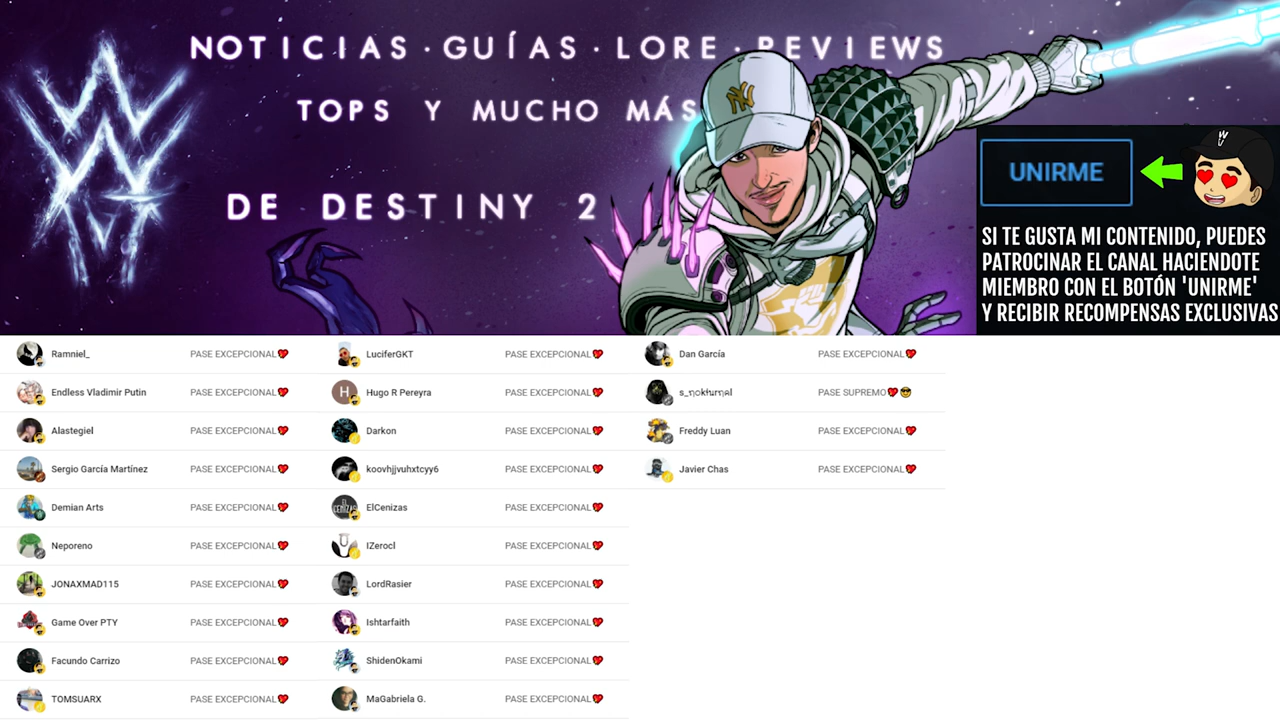 NOTICIAS · GUÍAS · LORE · REVIEWS
TOPS Y MUCHO MÁS
DE DESTINY 2
UNIRME
SI TE GUSTA MI CONTENIDO, PUEDES
PATROCINAR EL CANAL HACIENDOTE
MIEMBRO CON EL BOTÓN 'UNIRME'
Y RECIBIR RECOMPENSAS EXCLUSIVAS
Ramniel_ PASE EXCEPCIONAL
Endless Vladimir Putin PASE EXCEPCIONAL
Alastegiel PASE EXCEPCIONAL
Sergio García Martínez PASE EXCEPCIONAL
Demian Arts PASE EXCEPCIONAL
Neporeno PASE EXCEPCIONAL
JONAXMAD115 PASE EXCEPCIONAL
Game Over PTY PASE EXCEPCIONAL
Facundo Carrizo PASE EXCEPCIONAL
TOMSUARX PASE EXCEPCIONAL
LuciferGKT PASE EXCEPCIONAL
H Hugo R Pereyra PASE EXCEPCIONAL
Darkon PASE EXCEPCIONAL
koovhjjvuhxtcyy6 PASE EXCEPCIONAL
ElCenizas PASE EXCEPCIONAL
IZerocl PASE EXCEPCIONAL
LordRasier PASE EXCEPCIONAL
Ishtarfaith PASE EXCEPCIONAL
ShidenOkami PASE EXCEPCIONAL
MaGabriela G. PASE EXCEPCIONAL
Dan García PASE EXCEPCIONAL
PASE SUPREMO
Freddy Luan PASE EXCEPCIONAL
Javier Chas PASE EXCEPCIONAL